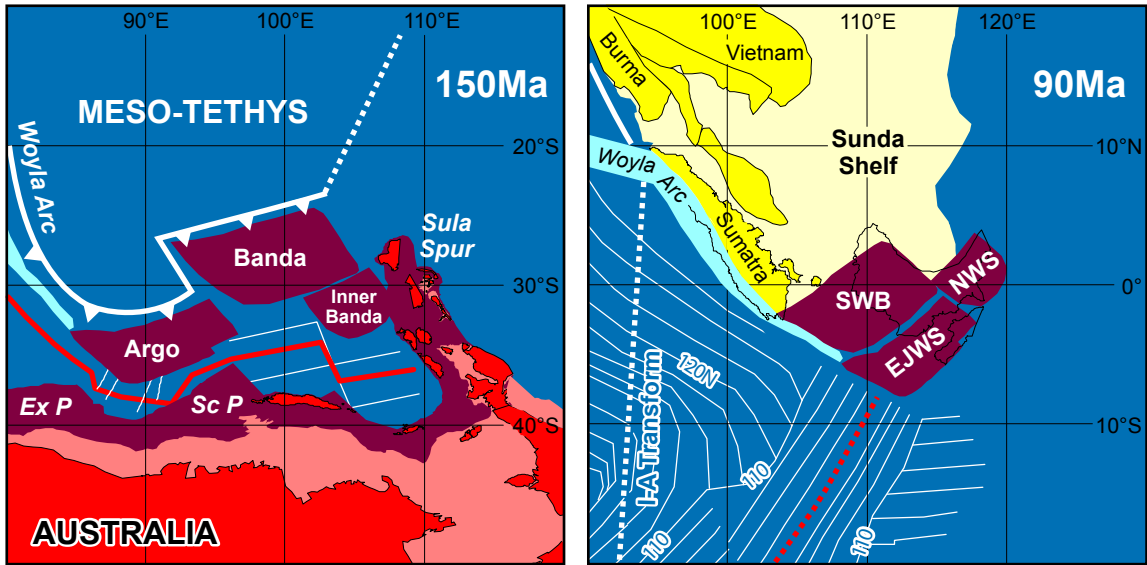 90°E 100°E 110°E
150Ma
MESO-TETHYS
20°S
Woyla Arc
Sula
Spur
Banda
30°S
Inner
Banda
Argo
Ex P
Sc P
40°S
AUSTRALIA
100°E 110°E 120°E
Vietnam
Burma
90Ma
Sunda
Shelf
10°N
Woyla Arc
Sumatra
NWS
0°
SWB
EJWS
120N
I-A Transform
10°S
110
110
110